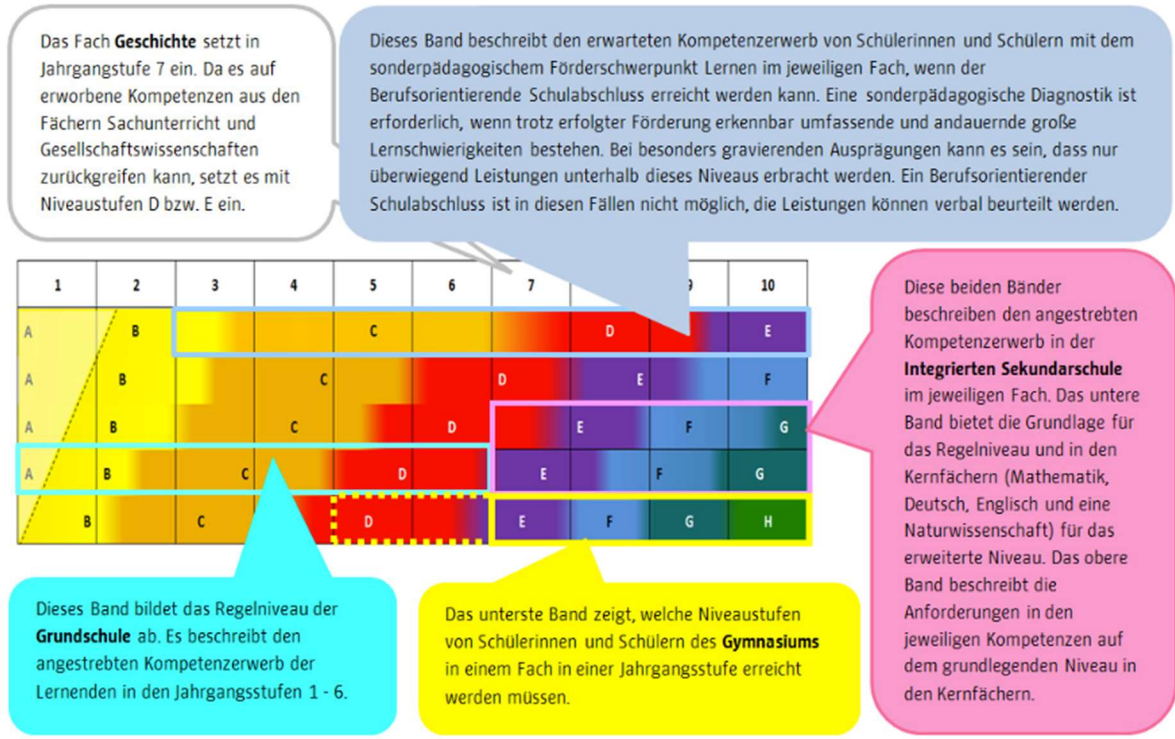 Das Fach Geschichte setzt in
Jahrgangstufe 7 ein. Da es auf
erworbene Kompetenzen aus den
Fächern Sachunterricht und
Gesellschaftswissenschaften
zurückgreifen kann, setzt es mit
Niveaustufen D bzw. E ein.
Dieses Band beschreibt den erwarteten Kompetenzerwerb von Schülerinnen und Schülern mit dem
sonderpädagogischem Förderschwerpunkt Lernen im jeweiligen Fach, wenn der
Berufsorientierende Schulabschluss erreicht werden kann. Eine sonderpädagogische Diagnostik ist
erforderlich, wenn trotz erfolgter Förderung erkennbar umfassende und andauernde große
Lernschwierigkeiten bestehen. Bei besonders gravierenden Ausprägungen kann es sein, dass nur
überwiegend Leistungen unterhalb dieses Niveaus erbracht werden. Ein Berufsorientierender
Schulabschluss ist in diesen Fällen nicht möglich, die Leistungen können verbal beurteilt werden.
1 2 3 4 5 6 7 9 10
A B C D E
A B C D E F
A B C D E F G
A B C D E F G
B C D E F G H
Diese beiden Bänder
beschreiben den angestrebten
Kompetenzerwerb in der
Integrierten Sekundarschule
im jeweiligen Fach. Das untere
Band bietet die Grundlage für
das Regelniveau und in den
Kernfächern (Mathematik,
Deutsch, Englisch und eine
Naturwissenschaft) für das
erweiterte Niveau. Das obere
Band beschreibt die
Anforderungen in den
jeweiligen Kompetenzen auf
dem grundlegenden Niveau in
den Kernfächern.
Dieses Band bildet das Regelniveau der
Grundschule ab. Es beschreibt den
angestrebten Kompetenzerwerb der
Lernenden in den Jahrgangsstufen 1 - 6.
Das unterste Band zeigt, welche Niveaustufen
von Schülerinnen und Schülern des Gymnasiums
in einem Fach in einer Jahrgangsstufe erreicht
werden müssen.